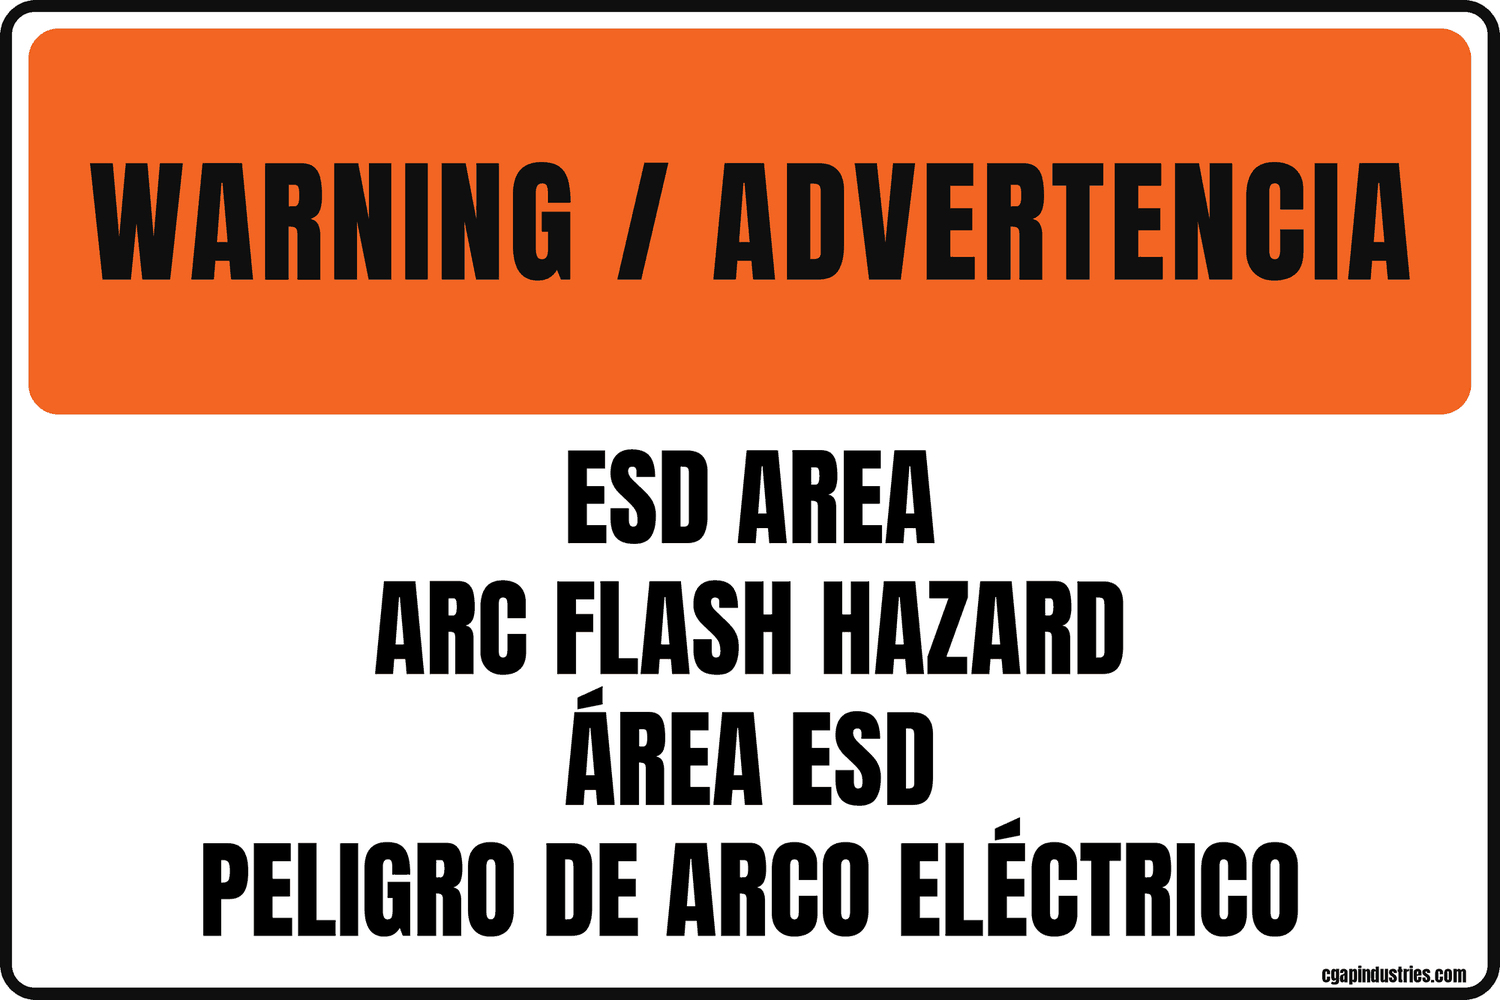 WARNING / ADVERTENCIA
ESD AREA
ARC FLASH HAZARD
ÁREA ESD
PELIGRO DE ARCO ELÉCTRICO
cgapindustries.com